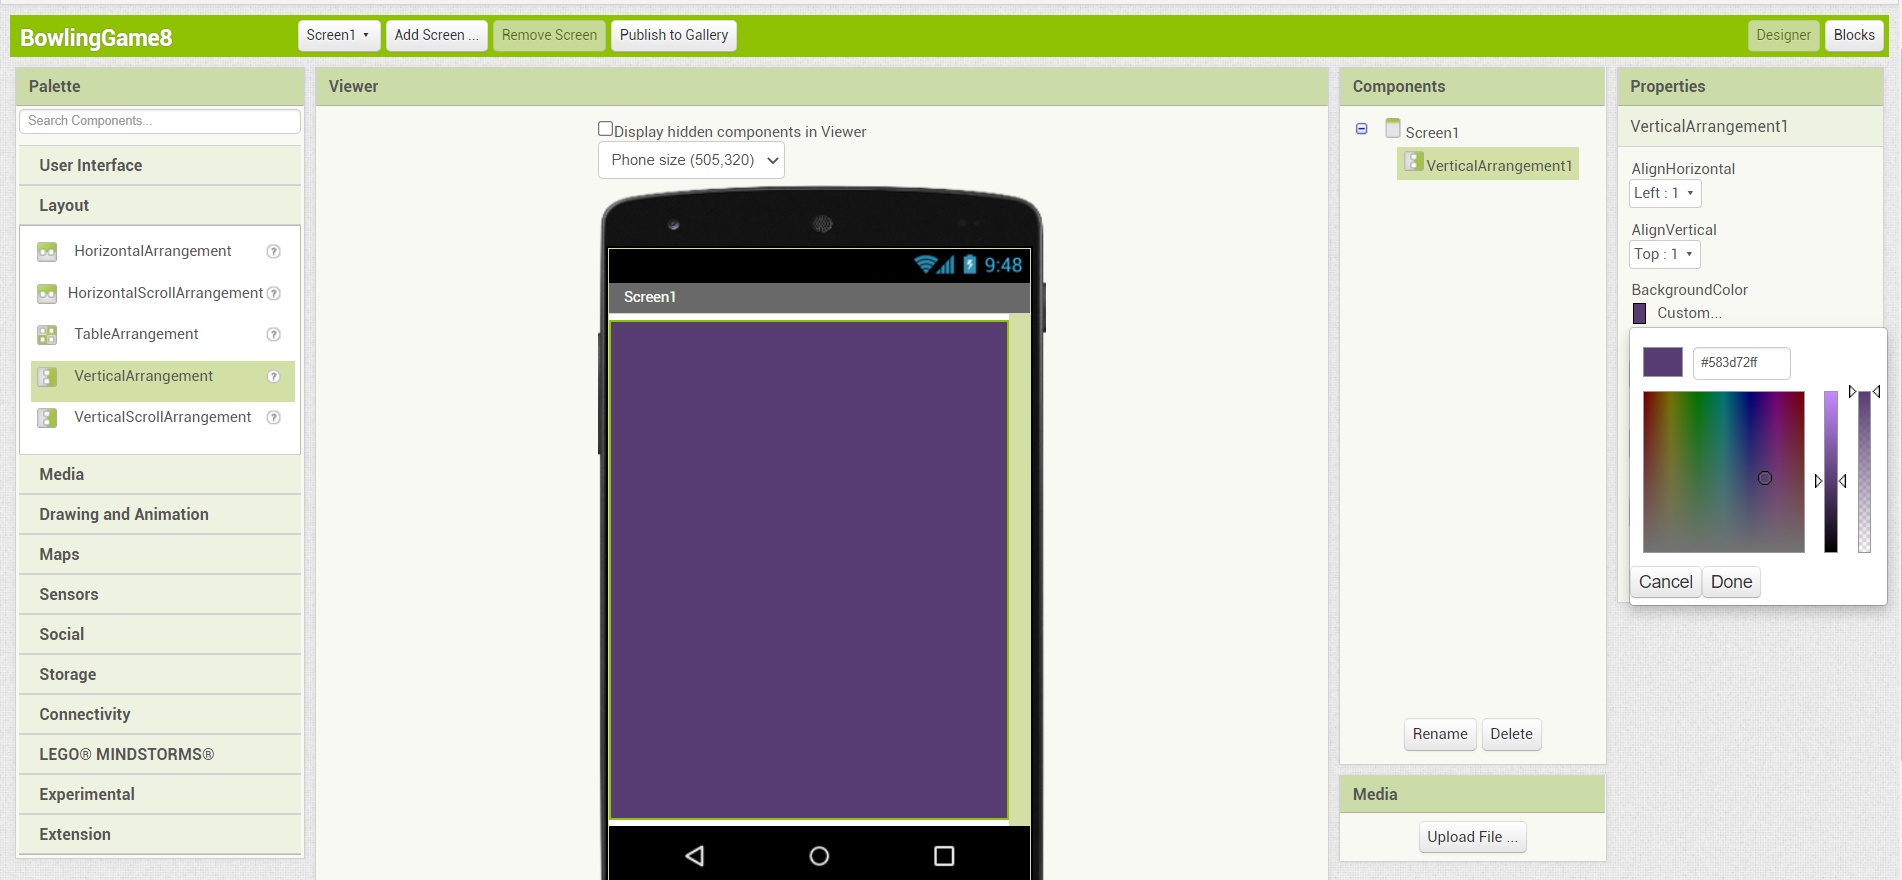 BowlingGame8
Screen1 ▾
Add Screen ...
Remove Screen
Publish to Gallery
Designer
Blocks
Palette
Search Components...
User Interface
Layout
HorizontalArrangement ?
HorizontalScrollArrangement ?
TableArrangement ?
VerticalArrangement ?
VerticalScrollArrangement ?
Media
Drawing and Animation
Maps
Sensors
Social
Storage
Connectivity
LEGO® MINDSTORMS®
Experimental
Extension
Viewer
Display hidden components in Viewer
Phone size (505,320)
9:48
Screen1
Components
Screen1
VerticalArrangement1
Rename
Delete
Media
Upload File ...
Properties
VerticalArrangement1
AlignHorizontal
Left : 1 ▾
AlignVertical
Top : 1 ▾
BackgroundColor
Custom...
#583d72ff
Cancel
Done